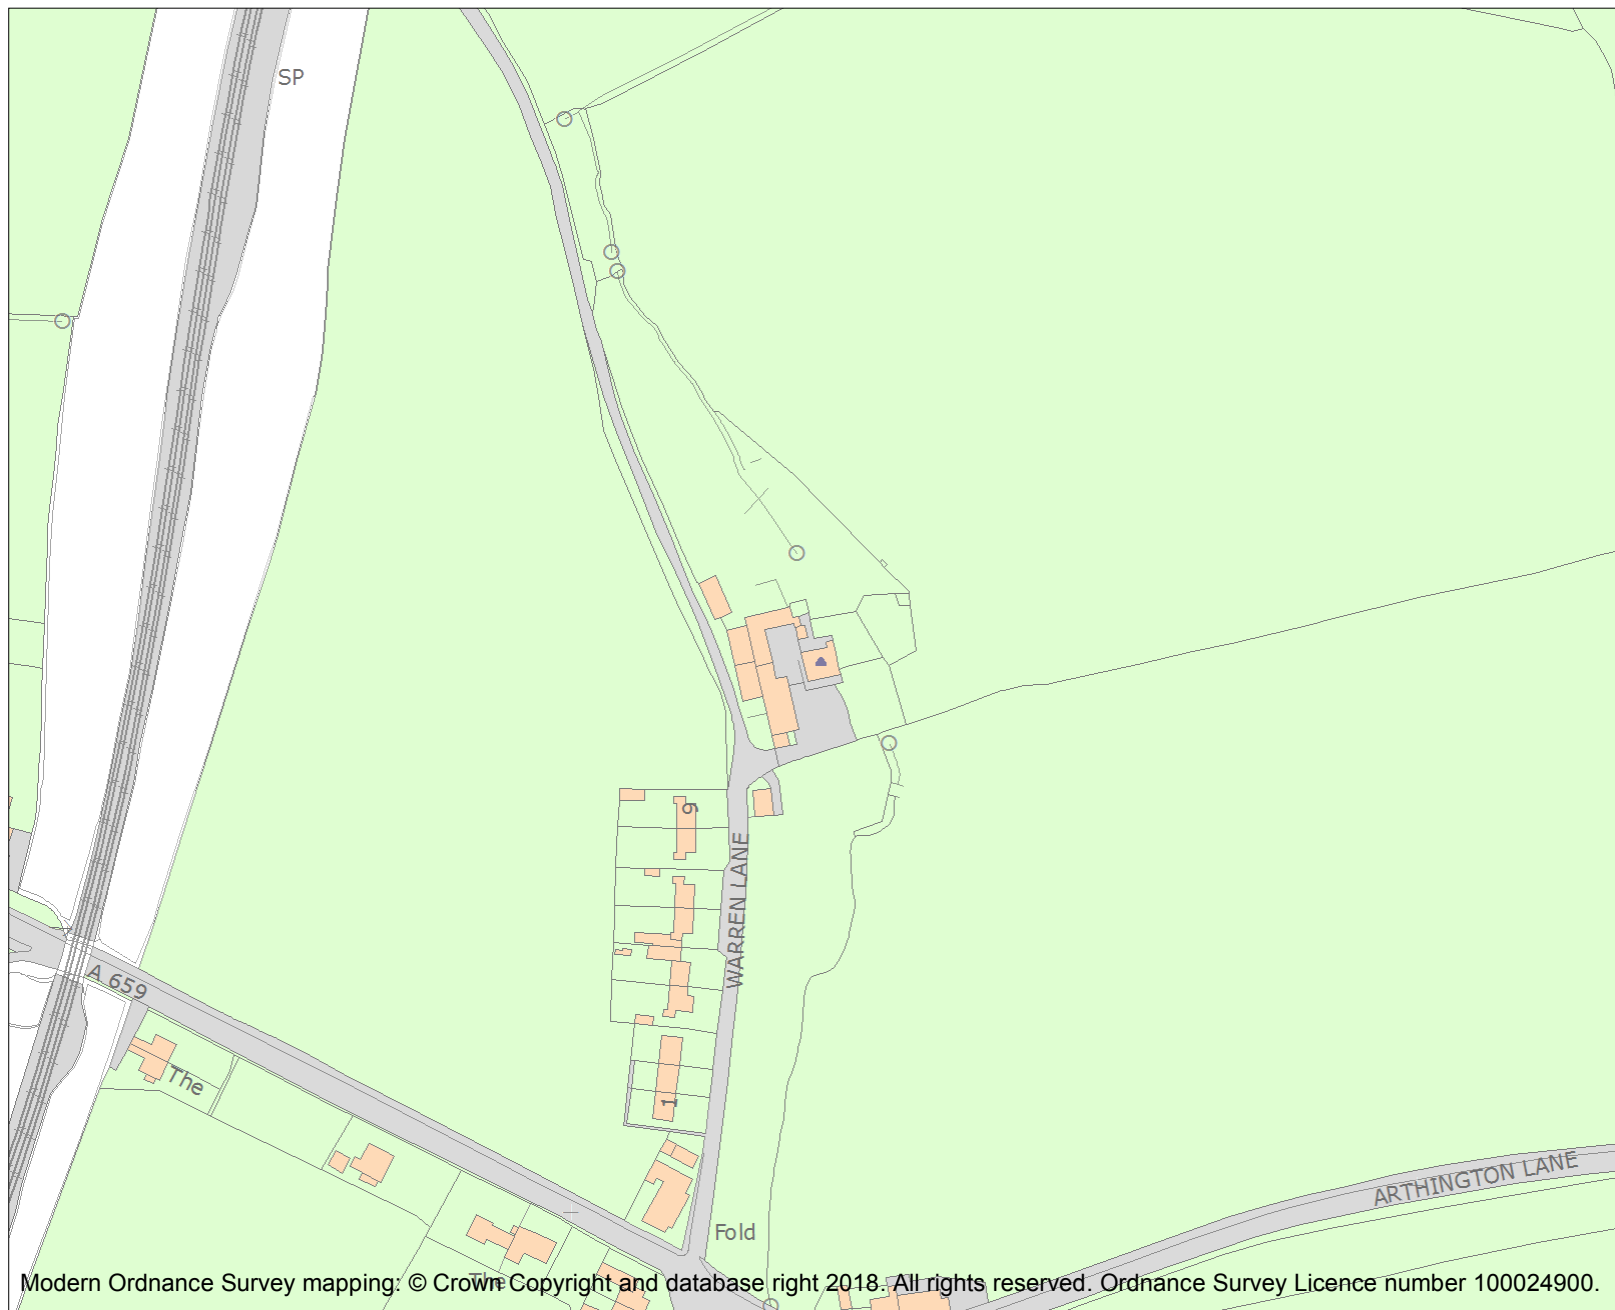 SP
9
WARREN LANE
A 659
The
1
ARTHINGTON LANE
Fold
The
Modern Ordnance Survey mapping: © Crown Copyright and database right 2018. All rights reserved. Ordnance Survey Licence number 100024900.